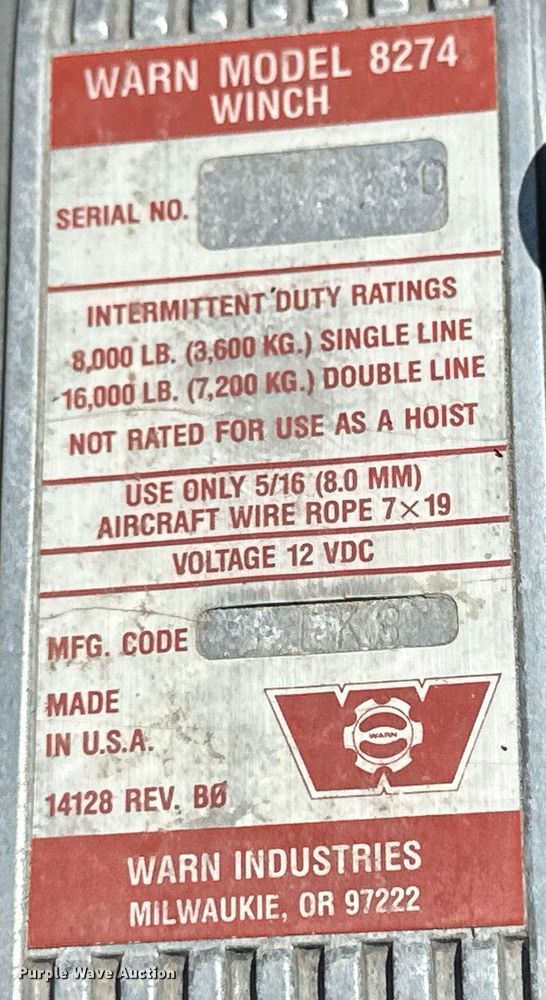 WARN MODEL 8274
WINCH
SERIAL NO.
INTERMITTENT DUTY RATINGS
8,000 LB. (3,600 KG.) SINGLE LINE
16,000 LB. (7,200 KG.) DOUBLE LINE
NOT RATED FOR USE AS A HOIST
USE ONLY 5/16 (8.0 MM)
AIRCRAFT WIRE ROPE 7×19
VOLTAGE 12 VDC
MFG. CODE
MADE
IN U.S.A.
WARN
14128 REV. BØ
WARN INDUSTRIES
MILWAUKIE, OR 97222
Purple Wave Auction